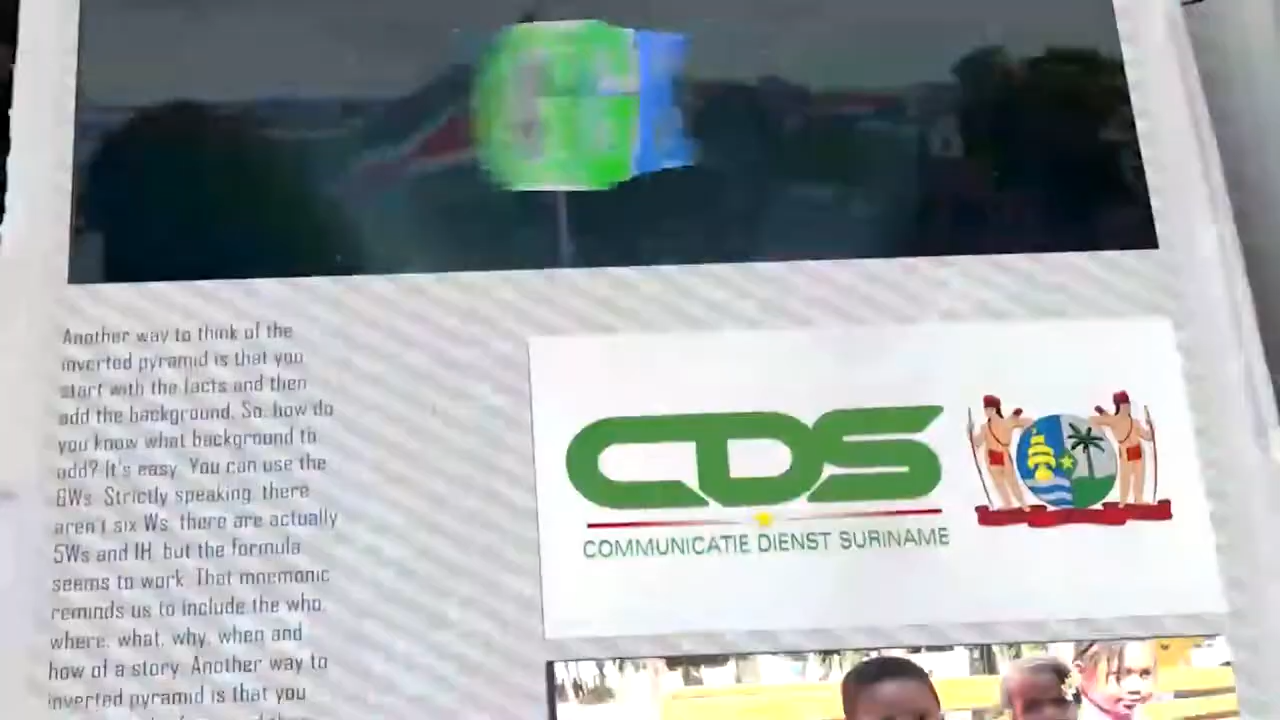 Another way to think of the
inverted pyramid is that you
start with the facts and then
add the background. So, how do
you know what background to
add? It's easy. You can use the
6Ws. Strictly speaking, there
aren't six Ws, there are actually
5Ws and 1H, but the formula
seems to work. That mnemonic
reminds us to include the who,
where, what, why, when and
how of a story. Another way to
inverted pyramid is that you
CDS
COMMUNICATIE DIENST SURINAME